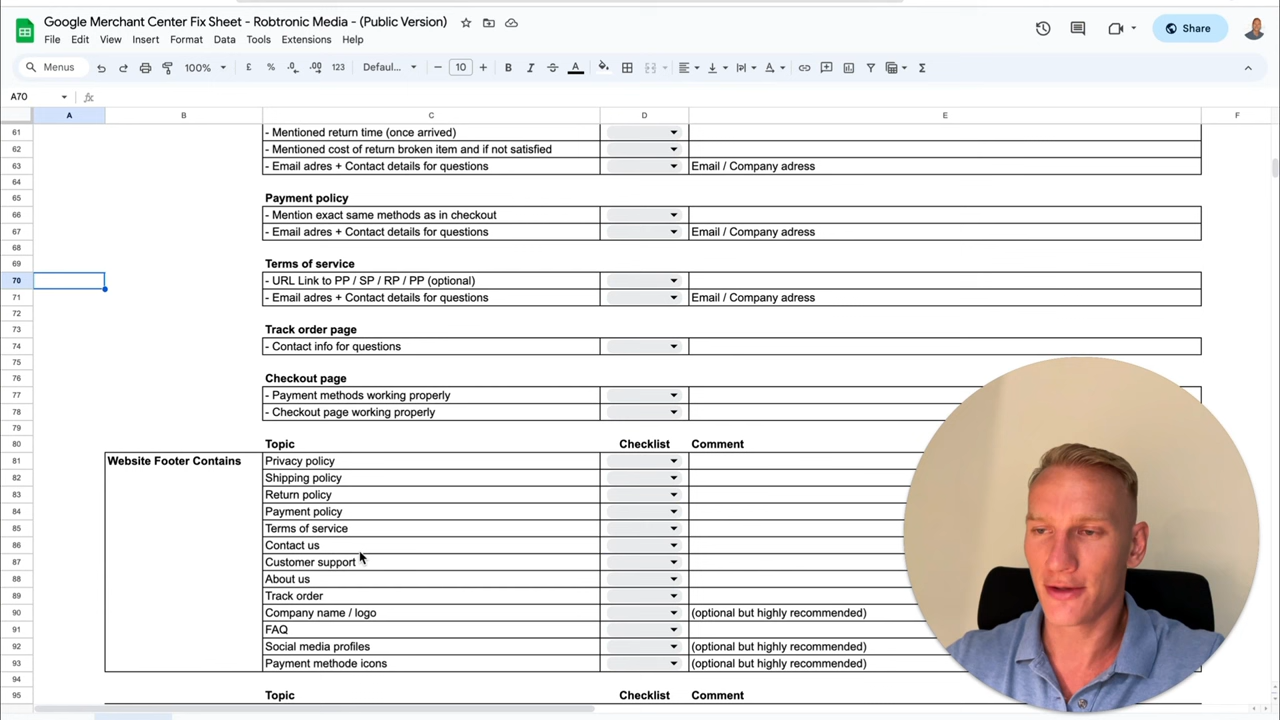 Google Merchant Center Fix Sheet - Robtronic Media - (Public Version)
File Edit View Insert Format Data Tools Extensions Help
Share
Menus 100% £ % .0 .00 123 Defaul... 10 B I A
A70 fx
A B C D E F
61 - Mentioned return time (once arrived)
62 - Mentioned cost of return broken item and if not satisfied
63 - Email adres + Contact details for questions Email / Company adress
64
65 Payment policy
66 - Mention exact same methods as in checkout
67 - Email adres + Contact details for questions Email / Company adress
68
69 Terms of service
70 - URL Link to PP / SP / RP / PP (optional)
71 - Email adres + Contact details for questions Email / Company adress
72
73 Track order page
74 - Contact info for questions
75
76 Checkout page
77 - Payment methods working properly
78 - Checkout page working properly
79
80 Topic Checklist Comment
81 Website Footer Contains Privacy policy
82 Shipping policy
83 Return policy
84 Payment policy
85 Terms of service
86 Contact us
87 Customer support
88 About us
89 Track order
90 Company name / logo (optional but highly recommended)
91 FAQ
92 Social media profiles (optional but highly recommended)
93 Payment methode icons (optional but highly recommended)
94
95 Topic Checklist Comment